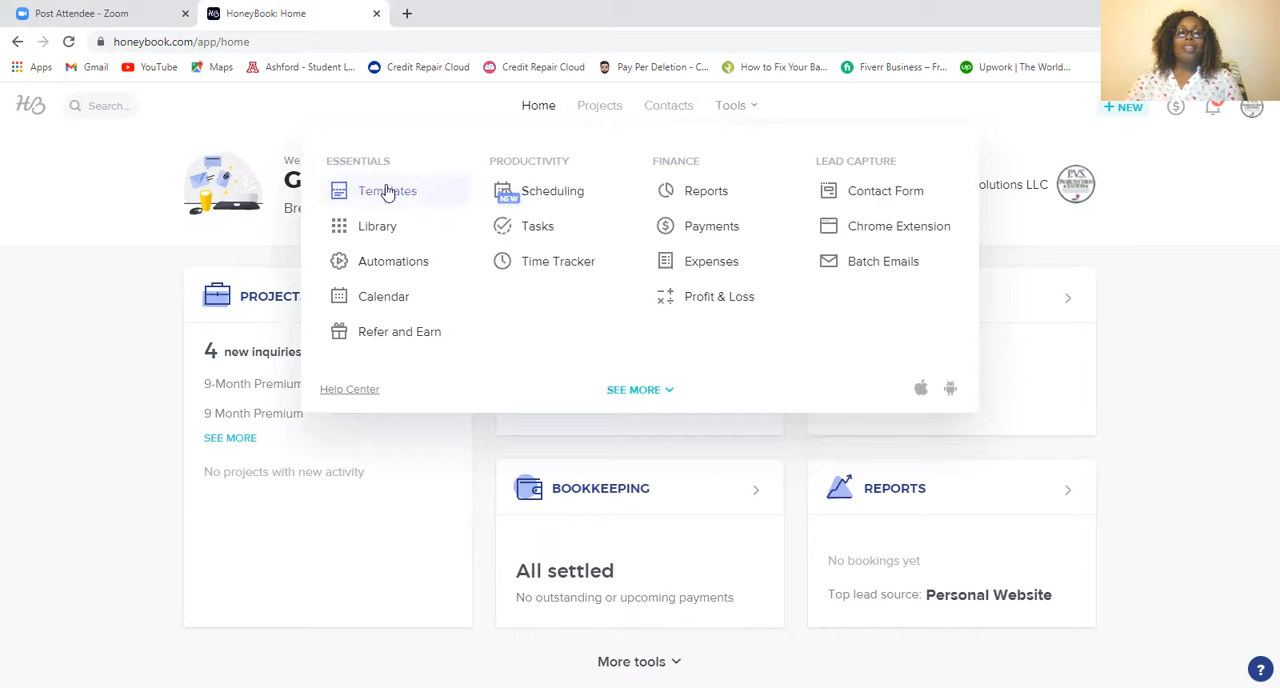 Post Attendee - Zoom
HoneyBook: Home
honeybook.com/app/home
Apps
Gmail
YouTube
Maps
Ashford - Student L...
Credit Repair Cloud
Credit Repair Cloud
Pay Per Deletion - C...
How to Fix Your Ba...
Fiverr Business – Fr...
Upwork | The World...
HB
Search...
Home
Projects
Contacts
Tools
+ NEW
We
G
Bre
olutions LLC
P.V.S.
ESSENTIALS
Templates
Library
Automations
Calendar
Refer and Earn
PRODUCTIVITY
Scheduling
NEW
Tasks
Time Tracker
FINANCE
Reports
Payments
Expenses
Profit & Loss
LEAD CAPTURE
Contact Form
Chrome Extension
Batch Emails
Help Center
SEE MORE
PROJECT
4 new inquiries
9-Month Premium
9 Month Premium
SEE MORE
No projects with new activity
BOOKKEEPING
All settled
No outstanding or upcoming payments
REPORTS
No bookings yet
Top lead source: Personal Website
More tools
?